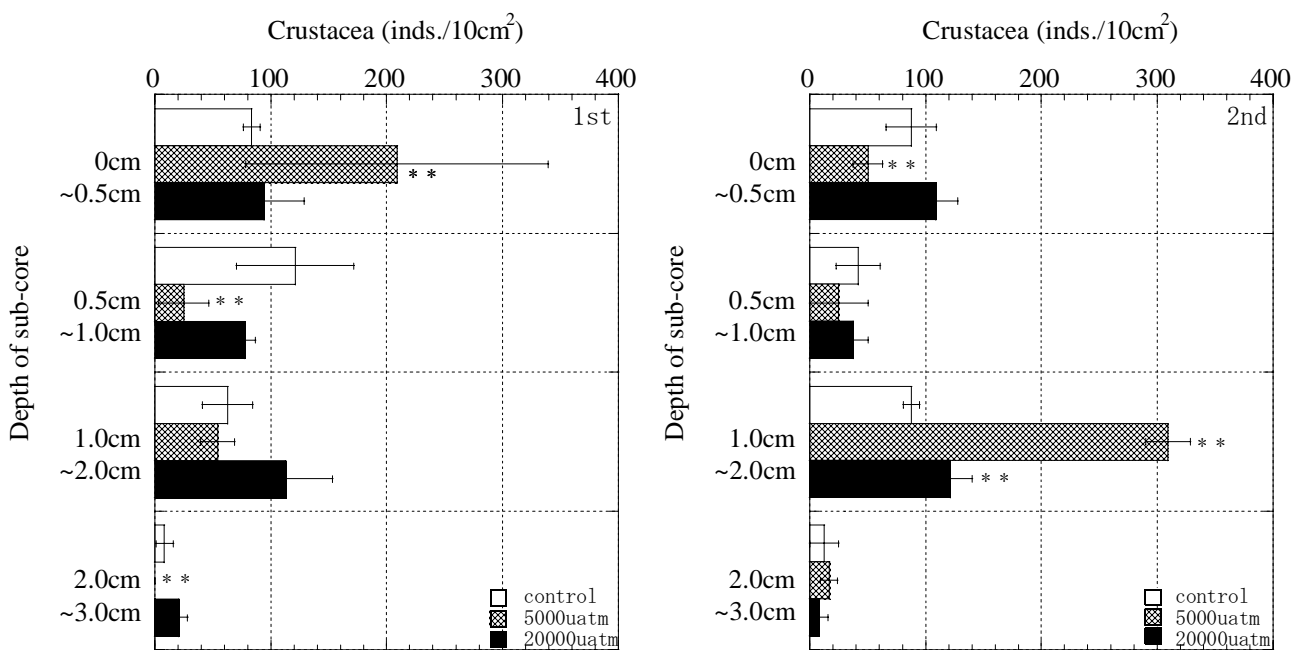 Crustacea (inds./10cm2)
0 100 200 300 400
1st
0cm
~0.5cm
* *
0.5cm
~1.0cm
* *
1.0cm
~2.0cm
2.0cm
~3.0cm
* *
Depth of sub-core
control
5000uatm
20000uatm
Crustacea (inds./10cm2)
0 100 200 300 400
2nd
0cm
~0.5cm
* *
0.5cm
~1.0cm
1.0cm
~2.0cm
* *
* *
2.0cm
~3.0cm
Depth of sub-core
control
5000uatm
20000uatm